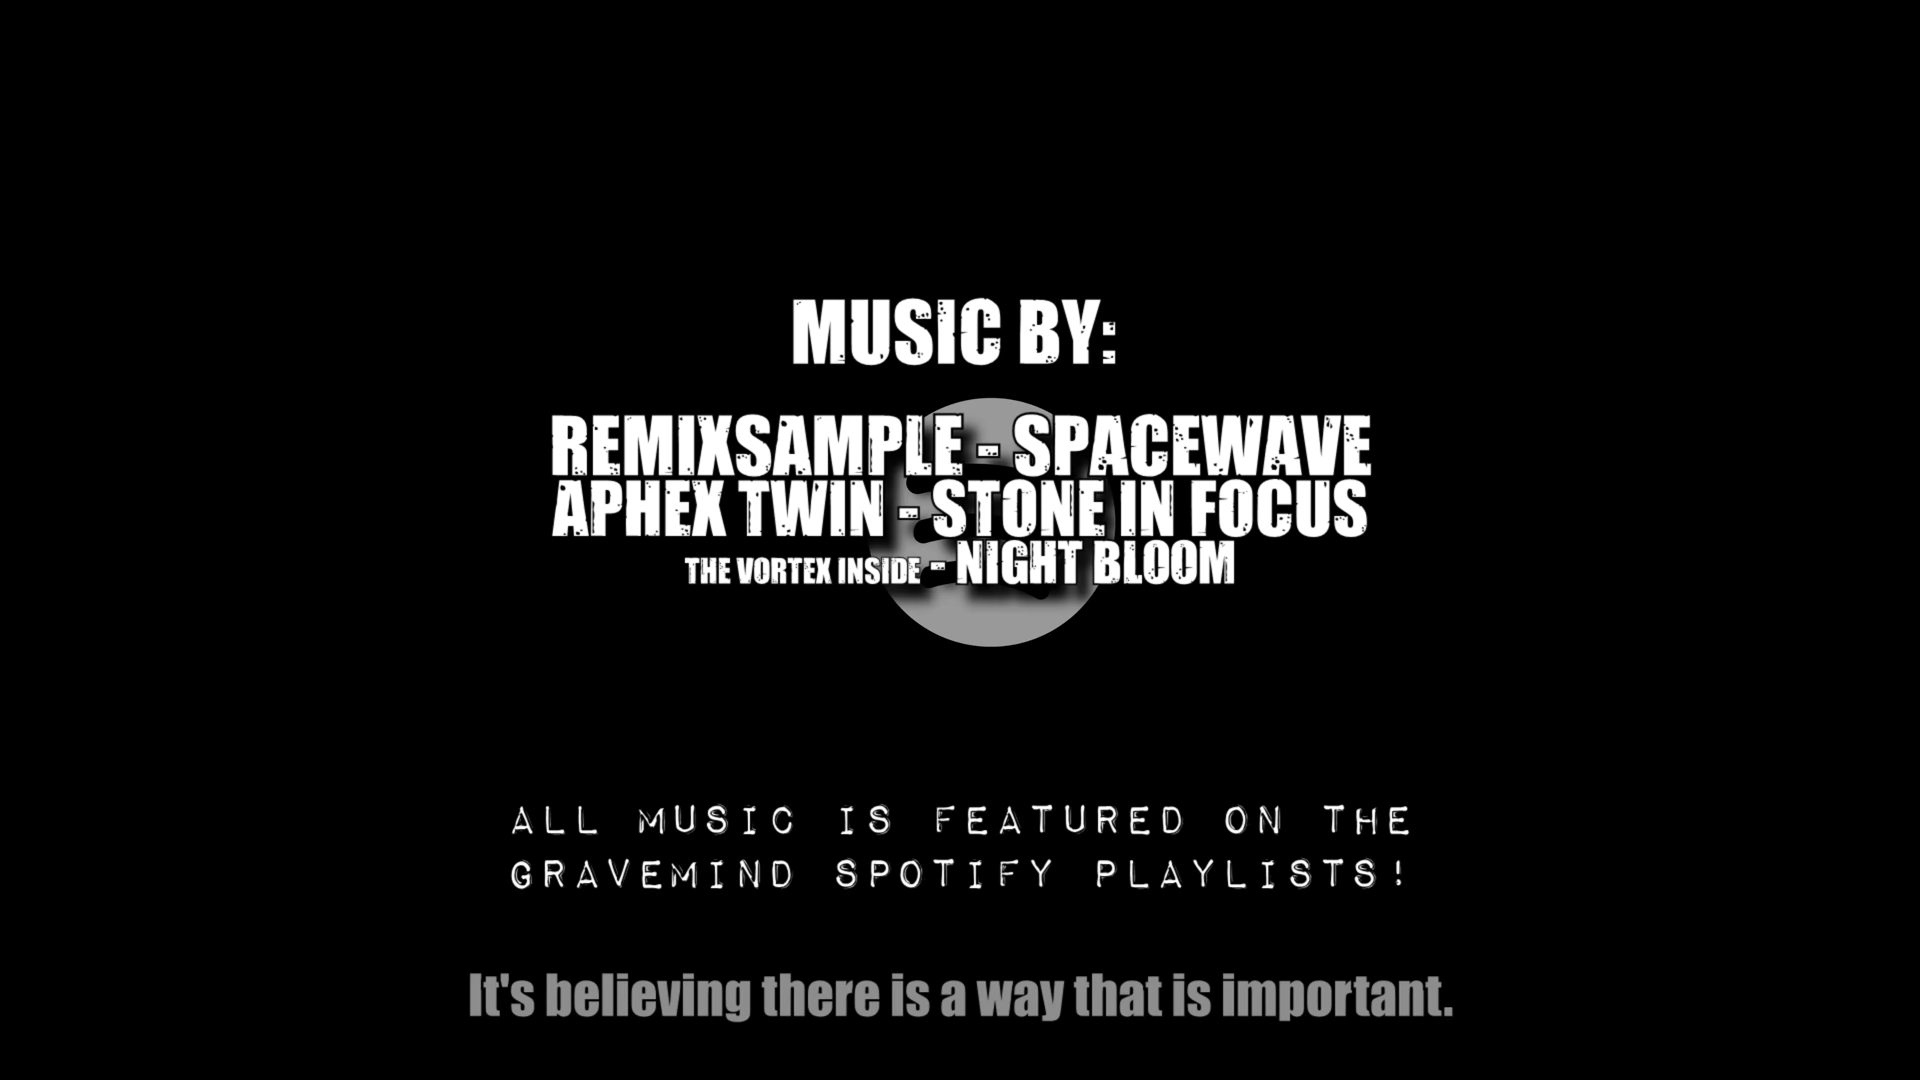 MUSIC BY:
REMIXSAMPLE - SPACEWAVE
APHEX TWIN - STONE IN FOCUS
THE VORTEX INSIDE - NIGHT BLOOM
ALL MUSIC IS FEATURED ON THE
GRAVEMIND SPOTIFY PLAYLISTS!
It's believing there is a way that is important.